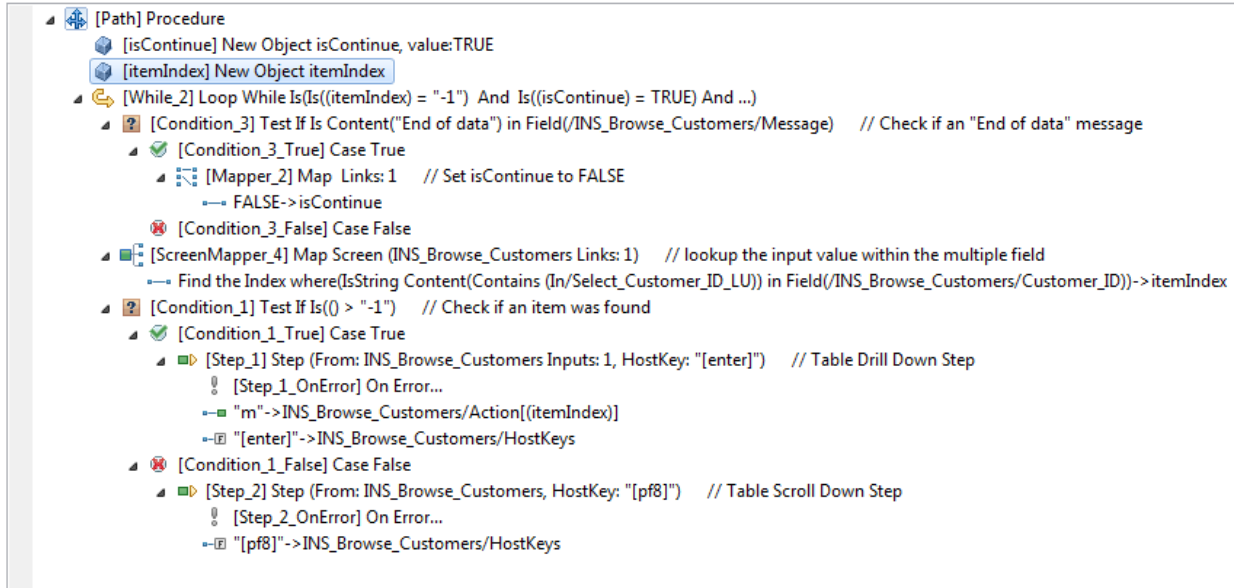 [Path] Procedure
[isContinue] New Object isContinue, value:TRUE
[itemIndex] New Object itemIndex
[While_2] Loop While Is(Is((itemIndex) = "-1") And Is((isContinue) = TRUE) And ...)
[Condition_3] Test If Is Content("End of data") in Field(/INS_Browse_Customers/Message) // Check if an "End of data" message
[Condition_3_True] Case True
[Mapper_2] Map Links: 1 // Set isContinue to FALSE
FALSE->isContinue
[Condition_3_False] Case False
[ScreenMapper_4] Map Screen (INS_Browse_Customers Links: 1) // lookup the input value within the multiple field
Find the Index where(IsString Content(Contains (In/Select_Customer_ID_LU)) in Field(/INS_Browse_Customers/Customer_ID))->itemIndex
[Condition_1] Test If Is(() > "-1") // Check if an item was found
[Condition_1_True] Case True
[Step_1] Step (From: INS_Browse_Customers Inputs: 1, HostKey: "[enter]") // Table Drill Down Step
[Step_1_OnError] On Error...
"m"->INS_Browse_Customers/Action[(itemIndex)]
"[enter]"->INS_Browse_Customers/HostKeys
[Condition_1_False] Case False
[Step_2] Step (From: INS_Browse_Customers, HostKey: "[pf8]") // Table Scroll Down Step
[Step_2_OnError] On Error...
"[pf8]"->INS_Browse_Customers/HostKeys